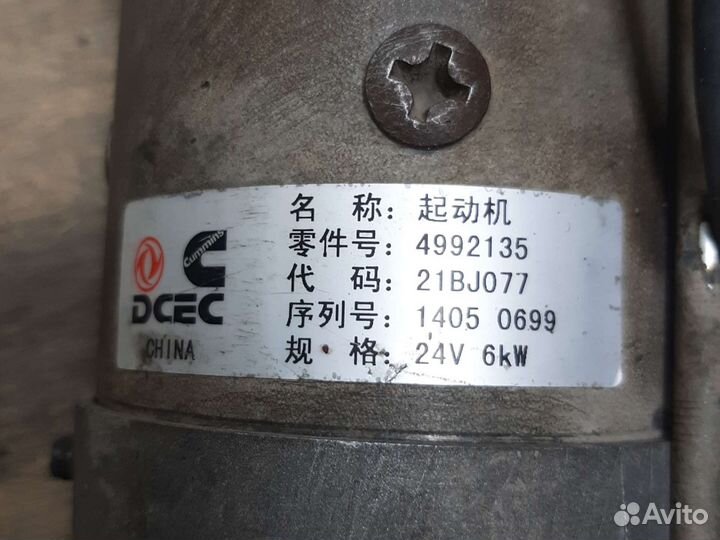 名 称: 起动机
零件号: 4992135
代 码: 21BJ077
序列号: 1405 0699
规 格: 24V 6kW
Cummins
DCEC
CHINA
Avito